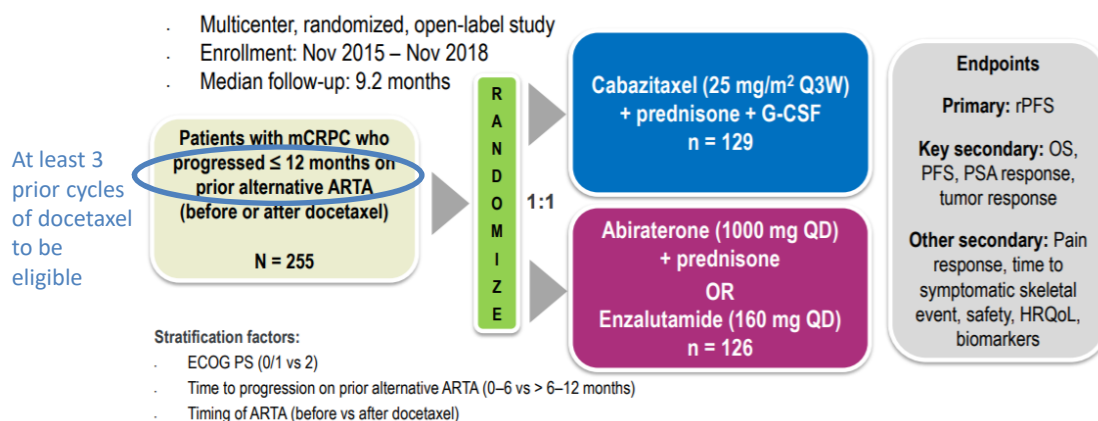 · Multicenter, randomized, open-label study
· Enrollment: Nov 2015 – Nov 2018
· Median follow-up: 9.2 months
At least 3
prior cycles
of docetaxel
to be
eligible
Patients with mCRPC who
progressed ≤ 12 months on
prior alternative ARTA
(before or after docetaxel)
N = 255
R
A
N
D
O
M
I
Z
E
1:1
Cabazitaxel (25 mg/m² Q3W)
+ prednisone + G-CSF
n = 129
Abiraterone (1000 mg QD)
+ prednisone
OR
Enzalutamide (160 mg QD)
n = 126
Endpoints
Primary: rPFS
Key secondary: OS,
PFS, PSA response,
tumor response
Other secondary: Pain
response, time to
symptomatic skeletal
event, safety, HRQoL,
biomarkers
Stratification factors:
· ECOG PS (0/1 vs 2)
· Time to progression on prior alternative ARTA (0–6 vs > 6–12 months)
· Timing of ARTA (before vs after docetaxel)